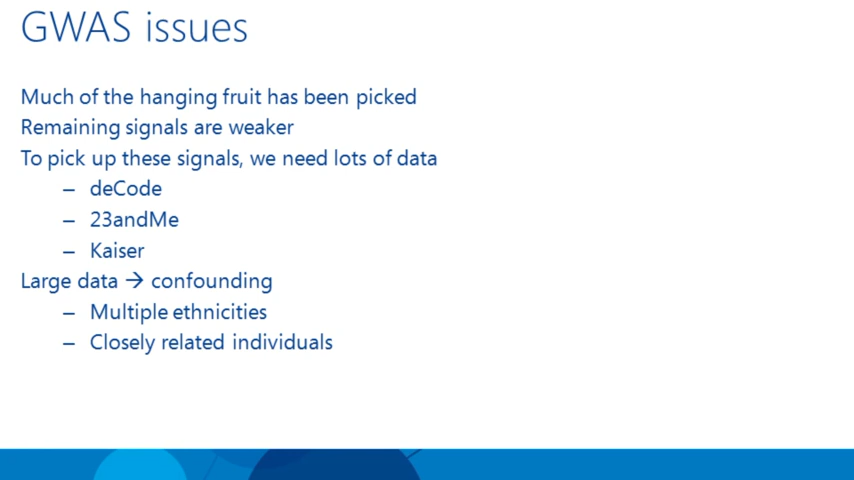 GWAS issues
Much of the hanging fruit has been picked
Remaining signals are weaker
To pick up these signals, we need lots of data
– deCode
– 23andMe
– Kaiser
Large data → confounding
– Multiple ethnicities
– Closely related individuals